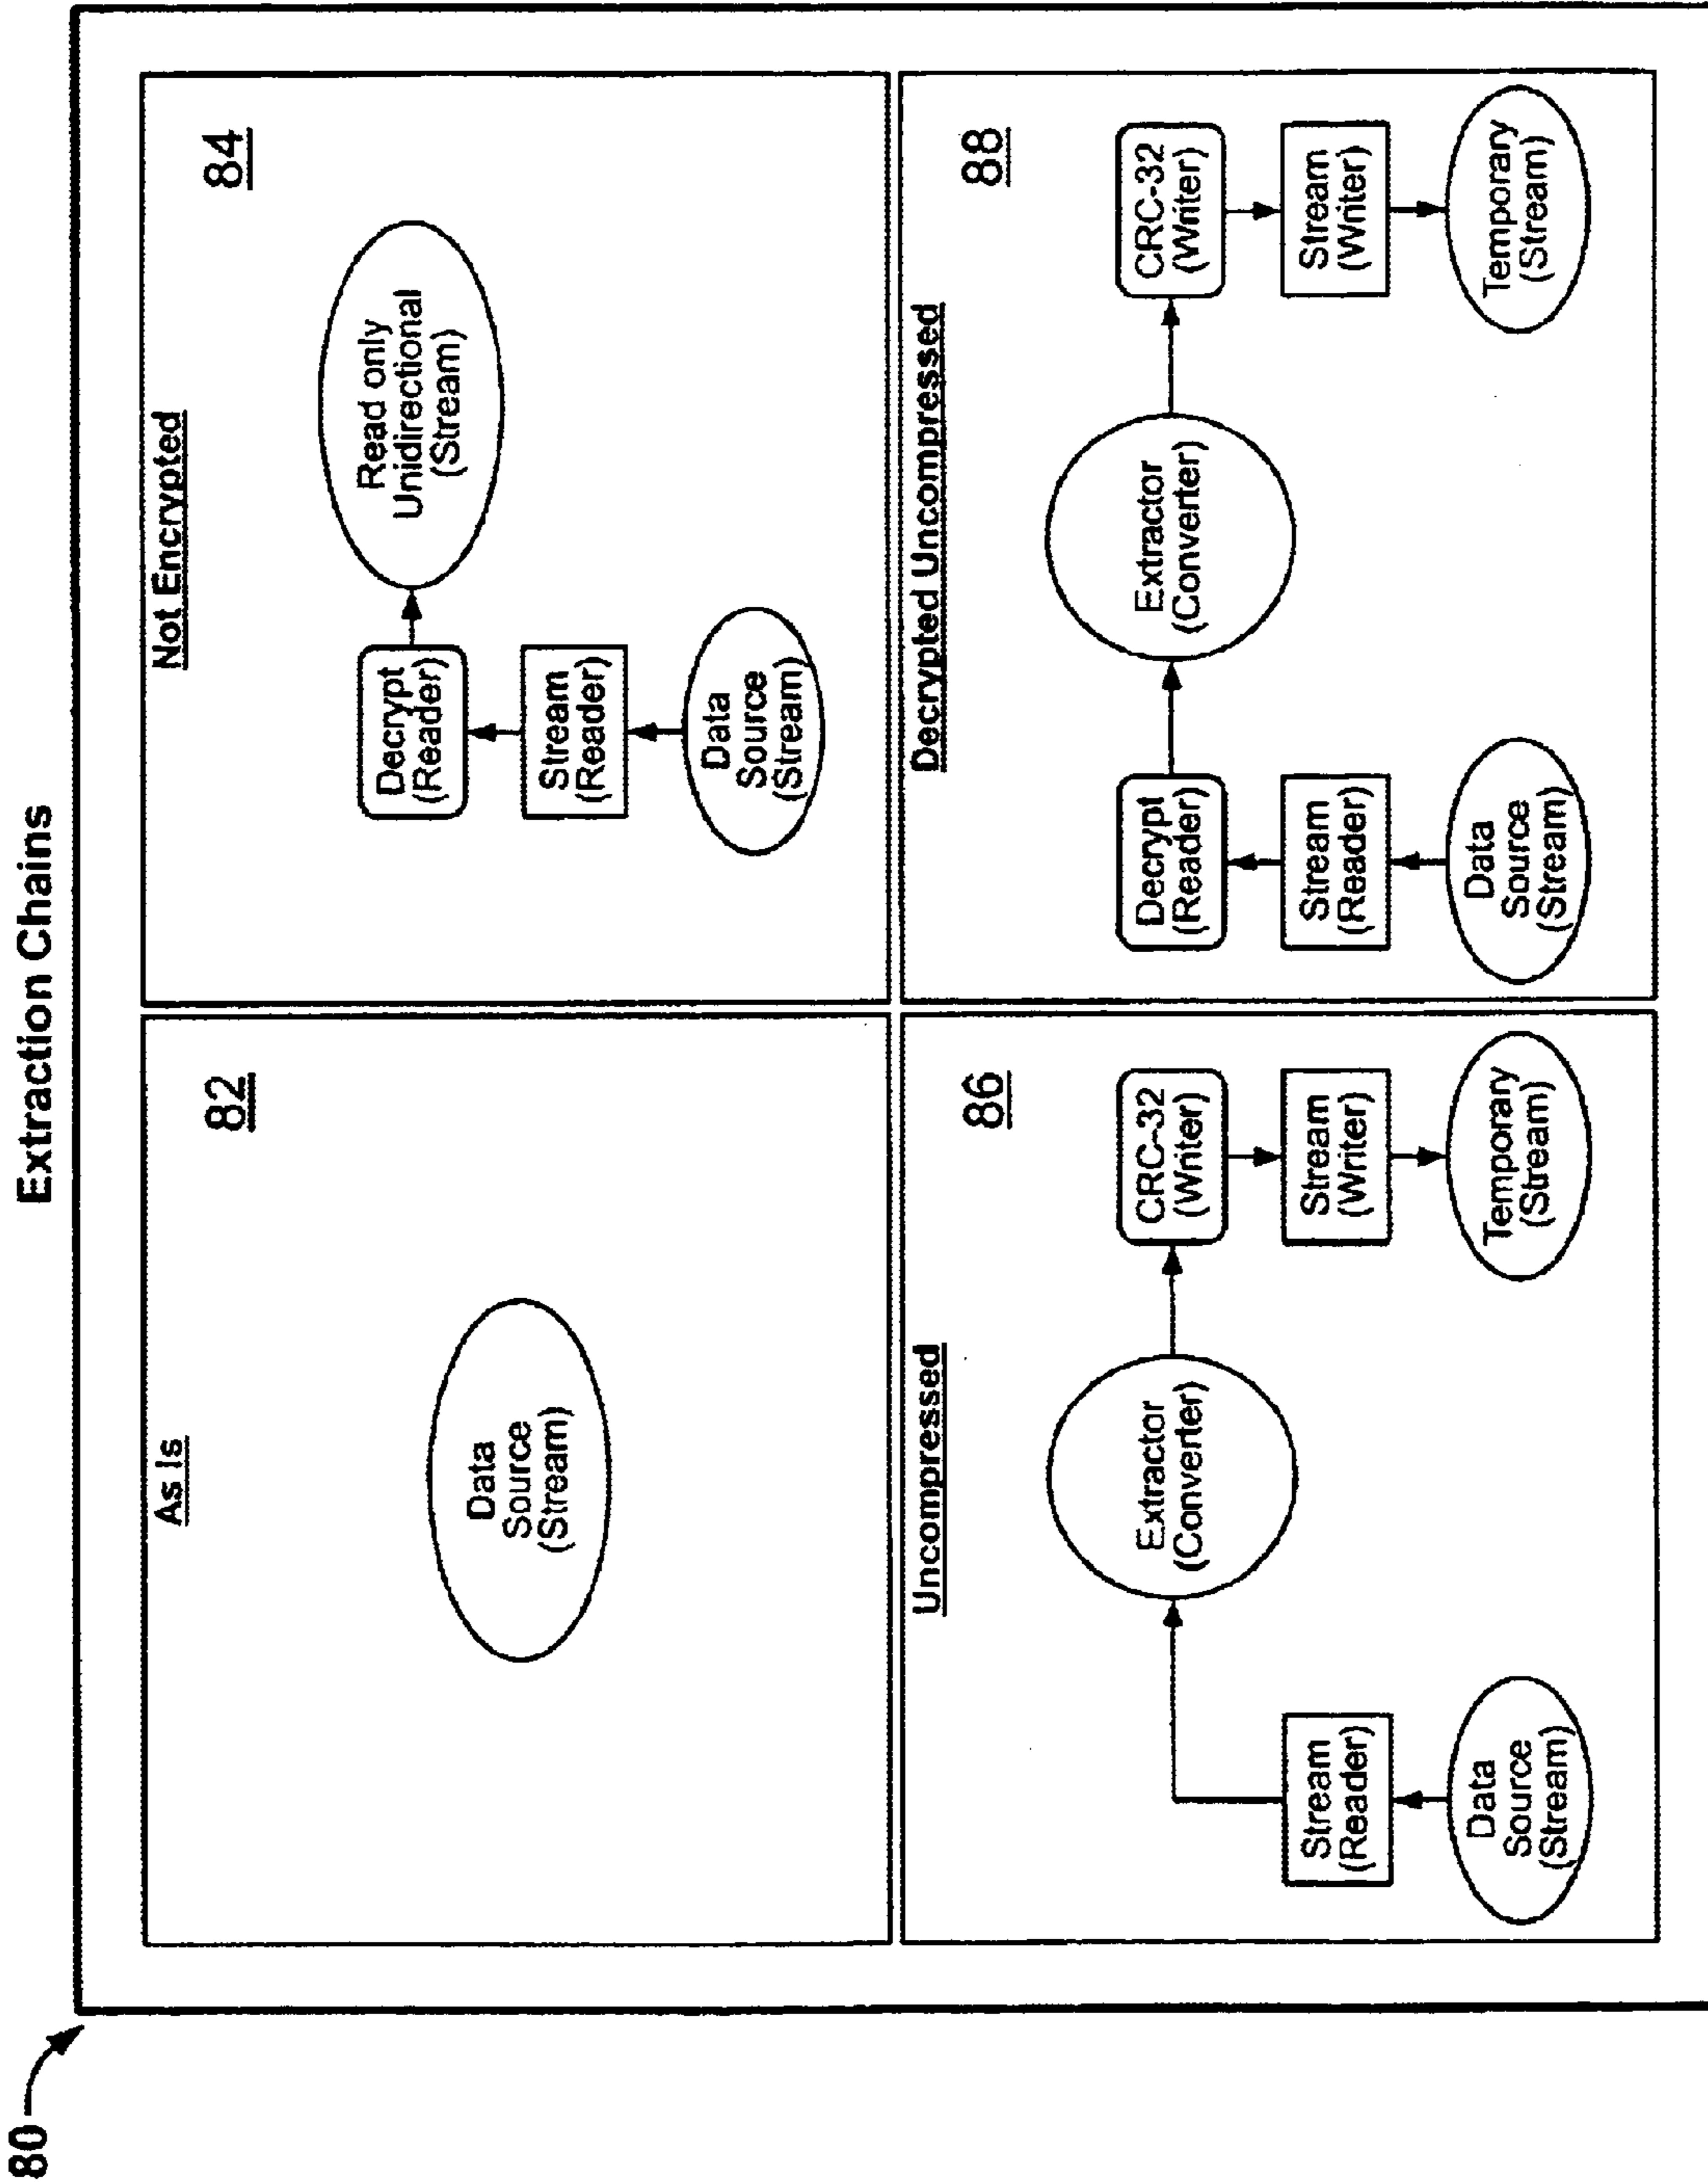 80
Extraction Chains
As Is
82
Data
Source
(Stream)
Not Encrypted
84
Decrypt
(Reader)
Read only
Unidirectional
(Stream)
Stream
(Reader)
Data
Source
(Stream)
Uncompressed
86
Extractor
(Converter)
CRC-32
(Writer)
Stream
(Reader)
Stream
(Writer)
Data
Source
(Stream)
Temporary
(Stream)
Decrypted Uncompressed
88
Decrypt
(Reader)
Extractor
(Converter)
CRC-32
(Writer)
Stream
(Reader)
Stream
(Writer)
Data
Source
(Stream)
Temporary
(Stream)